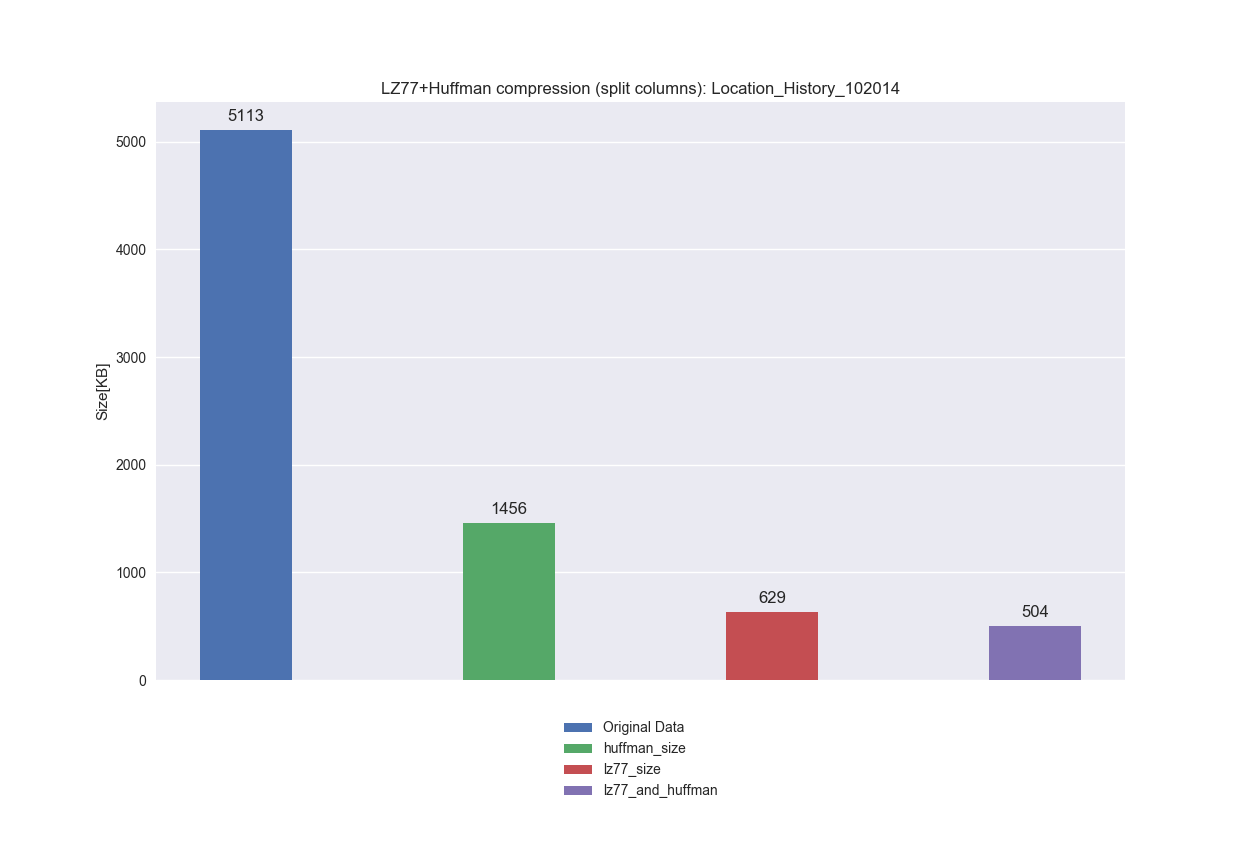 LZ77+Huffman compression (split columns): Location_History_102014
5113
5000
4000
3000
Size[KB]
2000
1456
1000
629
504
0
Original Data
huffman_size
lz77_size
lz77_and_huffman